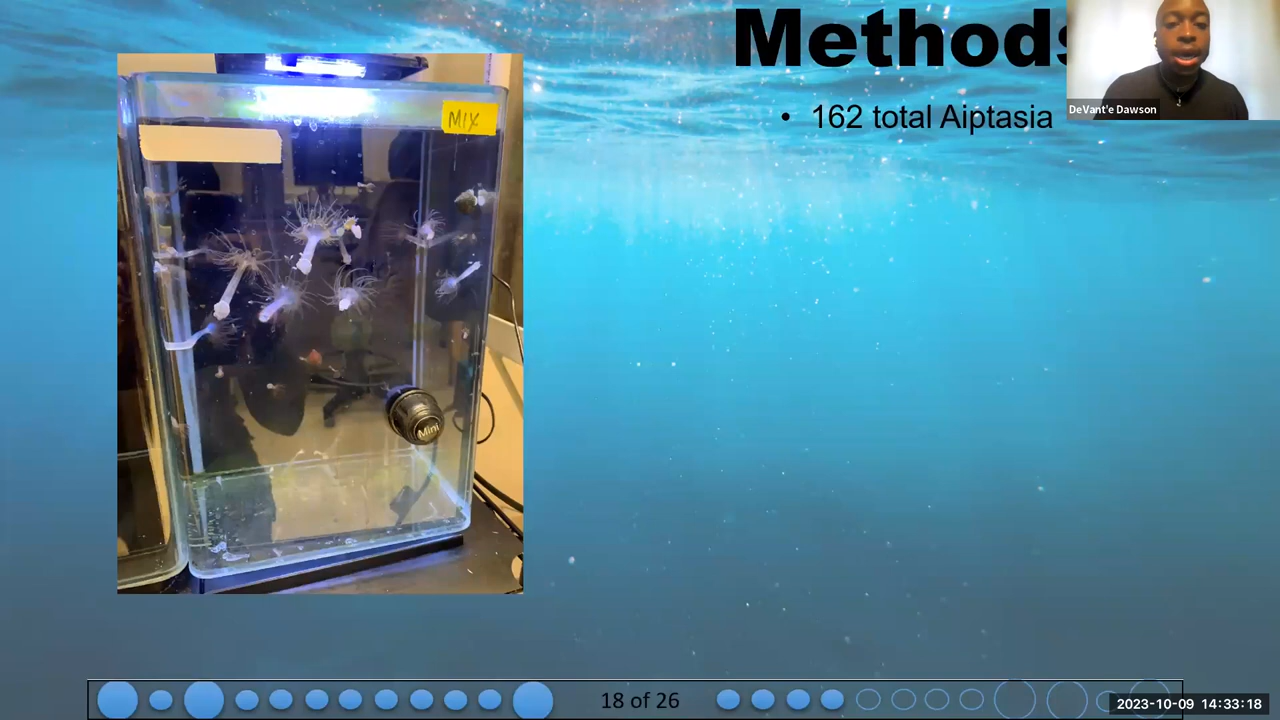 Methods
• 162 total Aiptasia
DeVant'e Dawson
MIX
Mini
18 of 26
2023-10-09 14:33:18